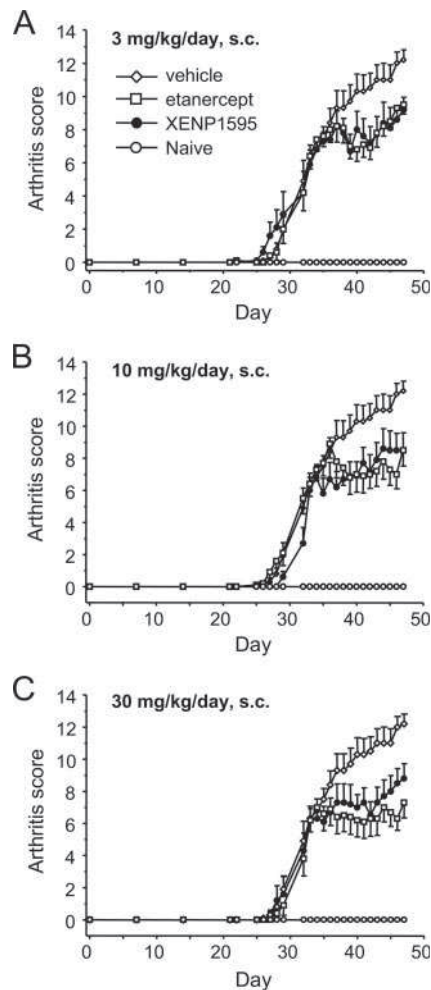 A
3 mg/kg/day, s.c.
vehicle
etanercept
XENP1595
Naive
Arthritis score
14
12
10
8
6
4
2
0
0 10 20 30 40 50
Day
B
10 mg/kg/day, s.c.
Arthritis score
14
12
10
8
6
4
2
0
0 10 20 30 40 50
Day
C
30 mg/kg/day, s.c.
Arthritis score
14
12
10
8
6
4
2
0
0 10 20 30 40 50
Day